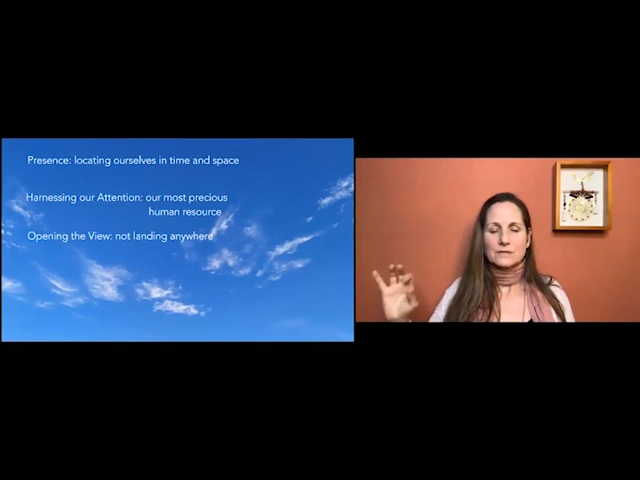 Presence: locating ourselves in time and space
Harnessing our Attention: our most precious
human resource
Opening the View: not landing anywhere